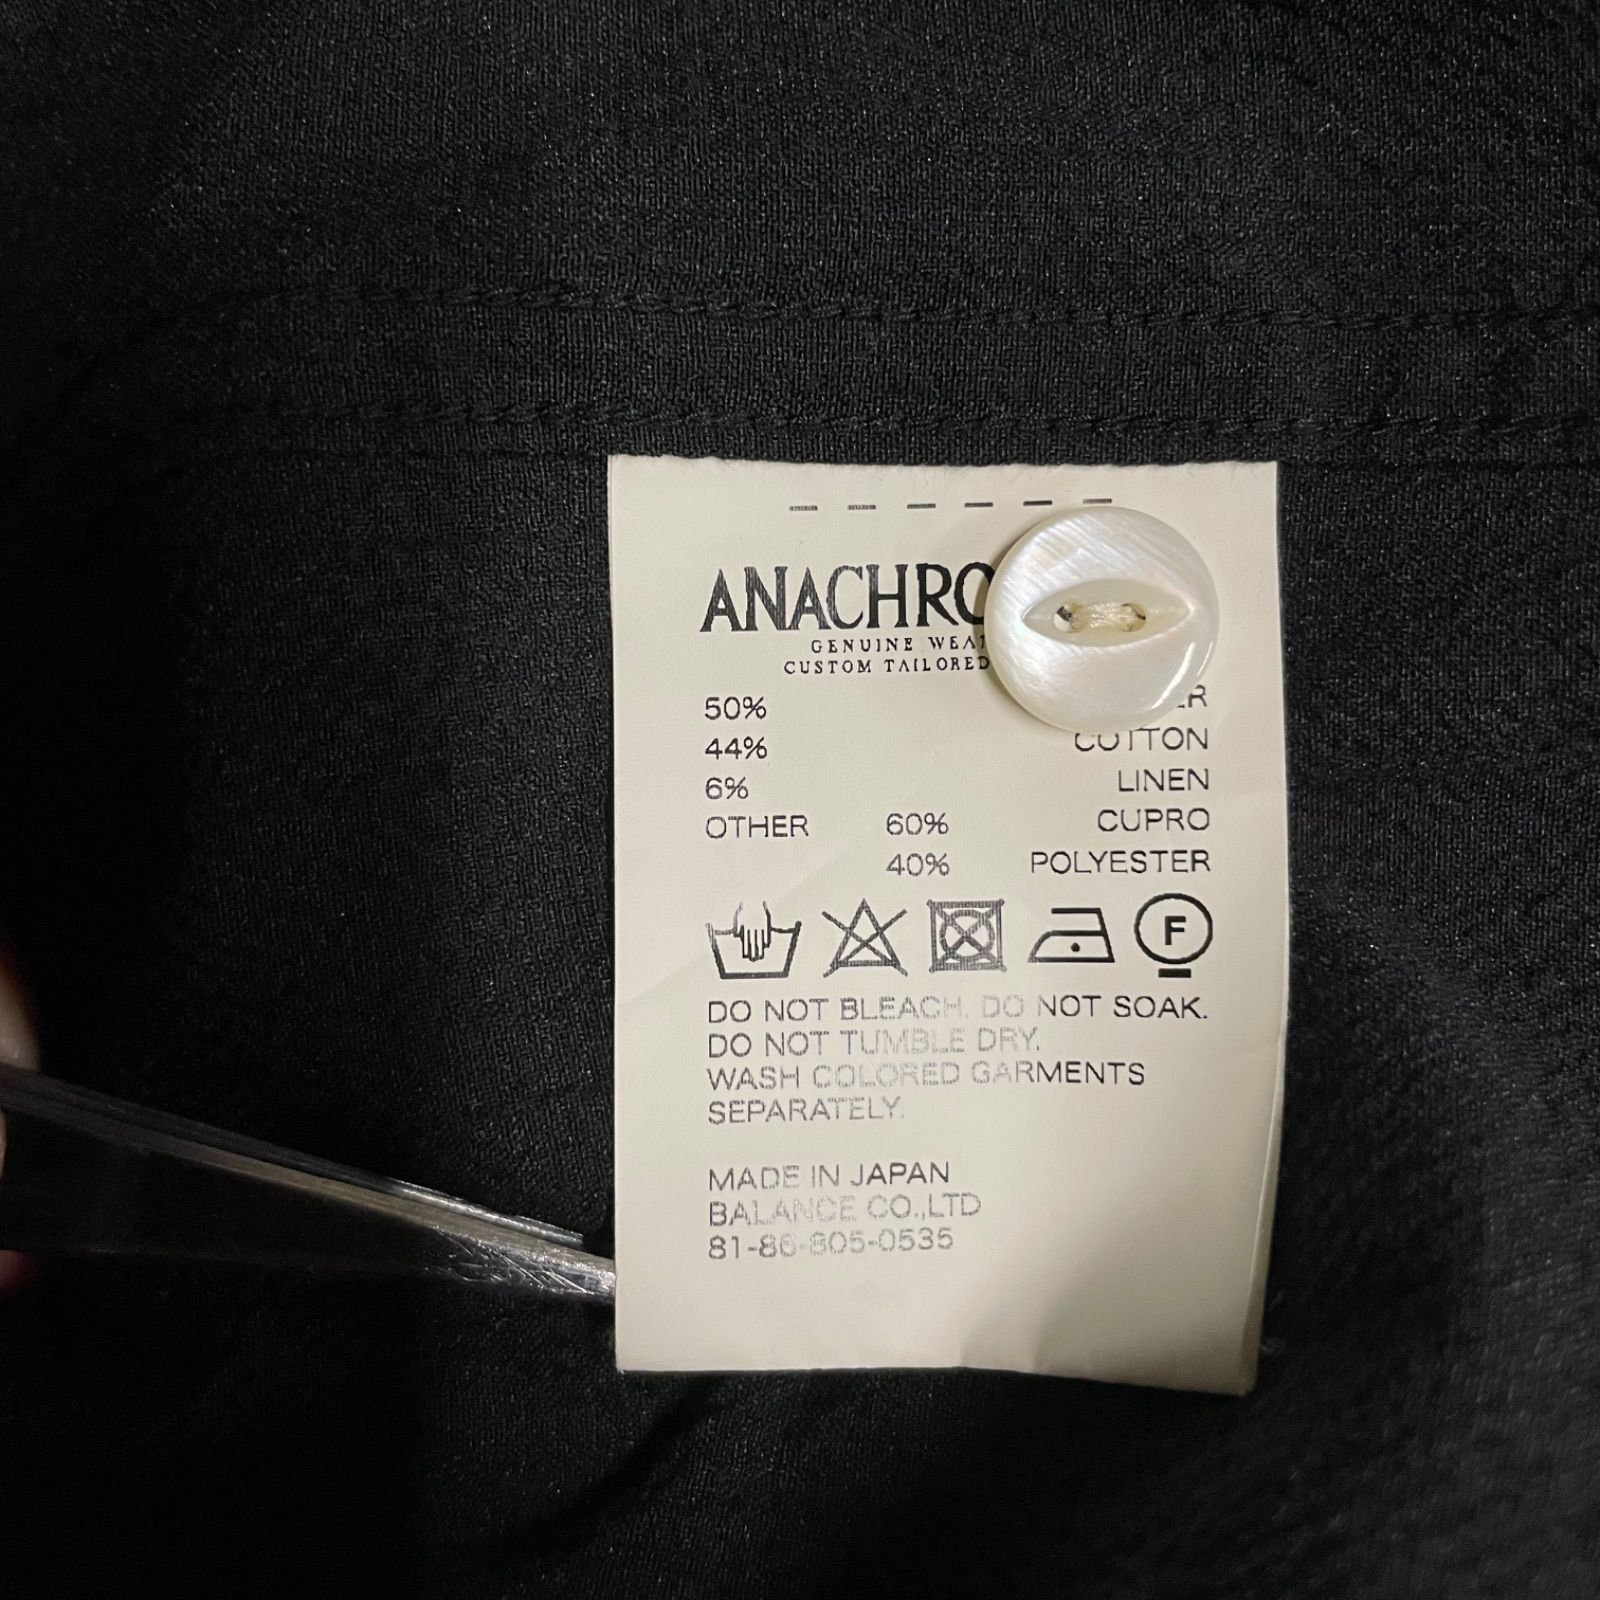 ANACHRO
GENUINE WEA
CUSTOM TAILORED
50% ER
44% COTTON
6% LINEN
OTHER 60% CUPRO
40% POLYESTER
F
DO NOT BLEACH. DO NOT SOAK.
DO NOT TUMBLE DRY.
WASH COLORED GARMENTS
SEPARATELY.
MADE IN JAPAN
BALANCE CO.,LTD
81-86-805-0535